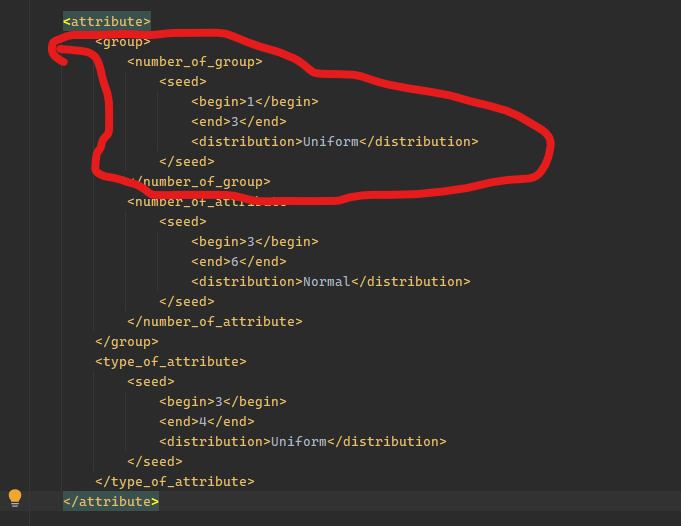 <attribute>
<group>
<number_of_group>
<seed>
<begin>1</begin>
<end>3</end>
<distribution>Uniform</distribution>
</seed>
</number_of_group>
<number_of_attribute>
<seed>
<begin>3</begin>
<end>6</end>
<distribution>Normal</distribution>
</seed>
</number_of_attribute>
</group>
<type_of_attribute>
<seed>
<begin>3</begin>
<end>4</end>
<distribution>Uniform</distribution>
</seed>
</type_of_attribute>
</attribute>